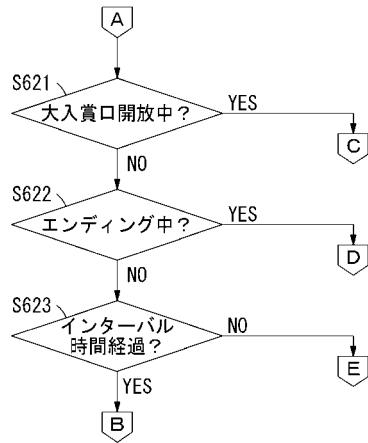 A
S621
大入賞口開放中？
YES
C
NO
S622
エンディング中？
YES
D
NO
S623
インターバル
時間経過？
NO
E
YES
B